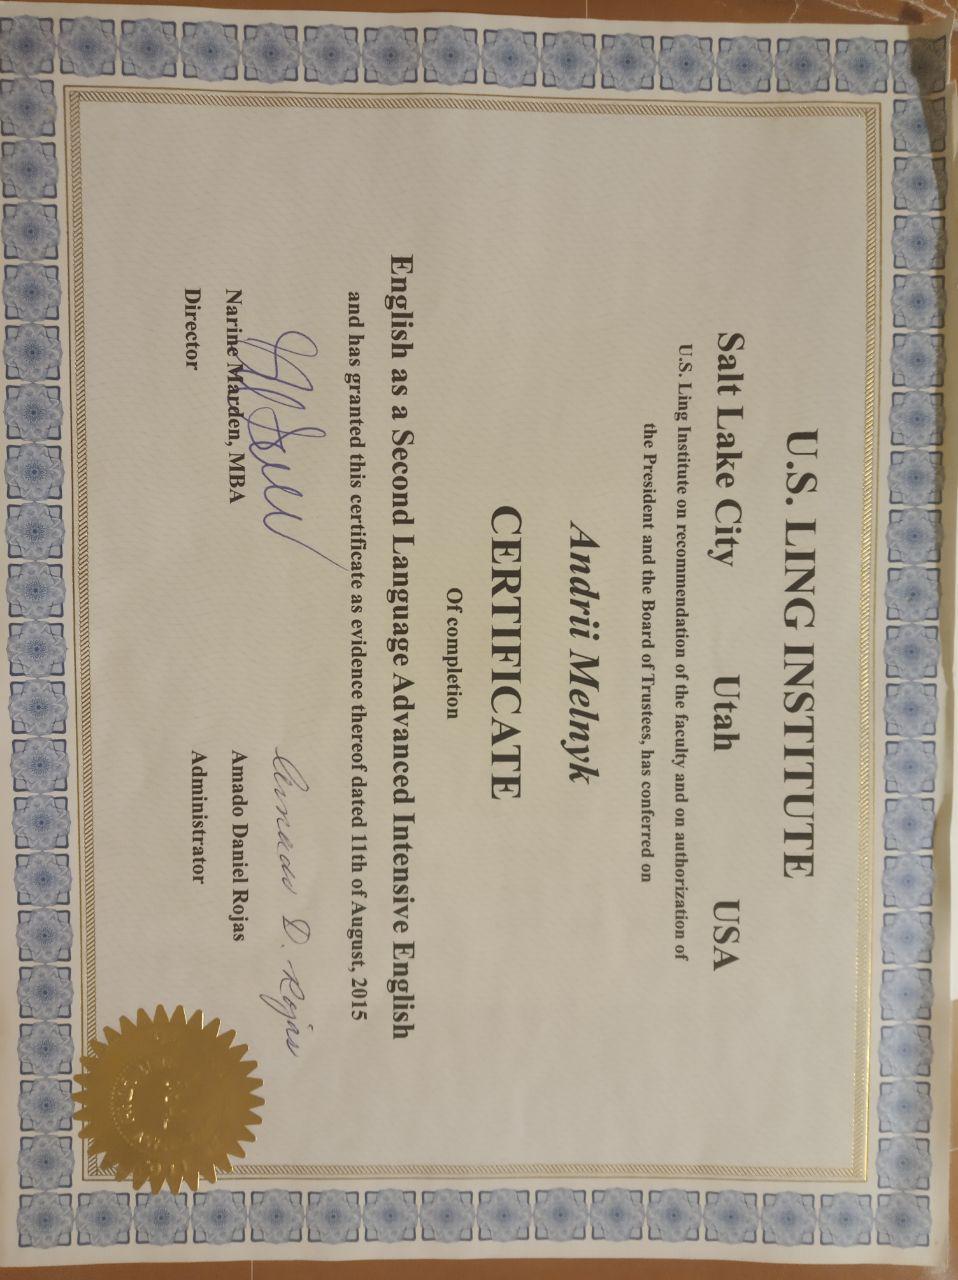 U.S. LING INSTITUTE
Salt Lake City Utah USA
U.S. Ling Institute on recommendation of the faculty and on authorization of
the President and the Board of Trustees, has conferred on
Andrii Melnyk
CERTIFICATE
Of completion
English as a Second Language Advanced Intensive English
and has granted this certificate as evidence thereof dated 11th of August, 2015
Amado D. Rojas
Narine Marden, MBA Amado Daniel Rojas
Director Administrator